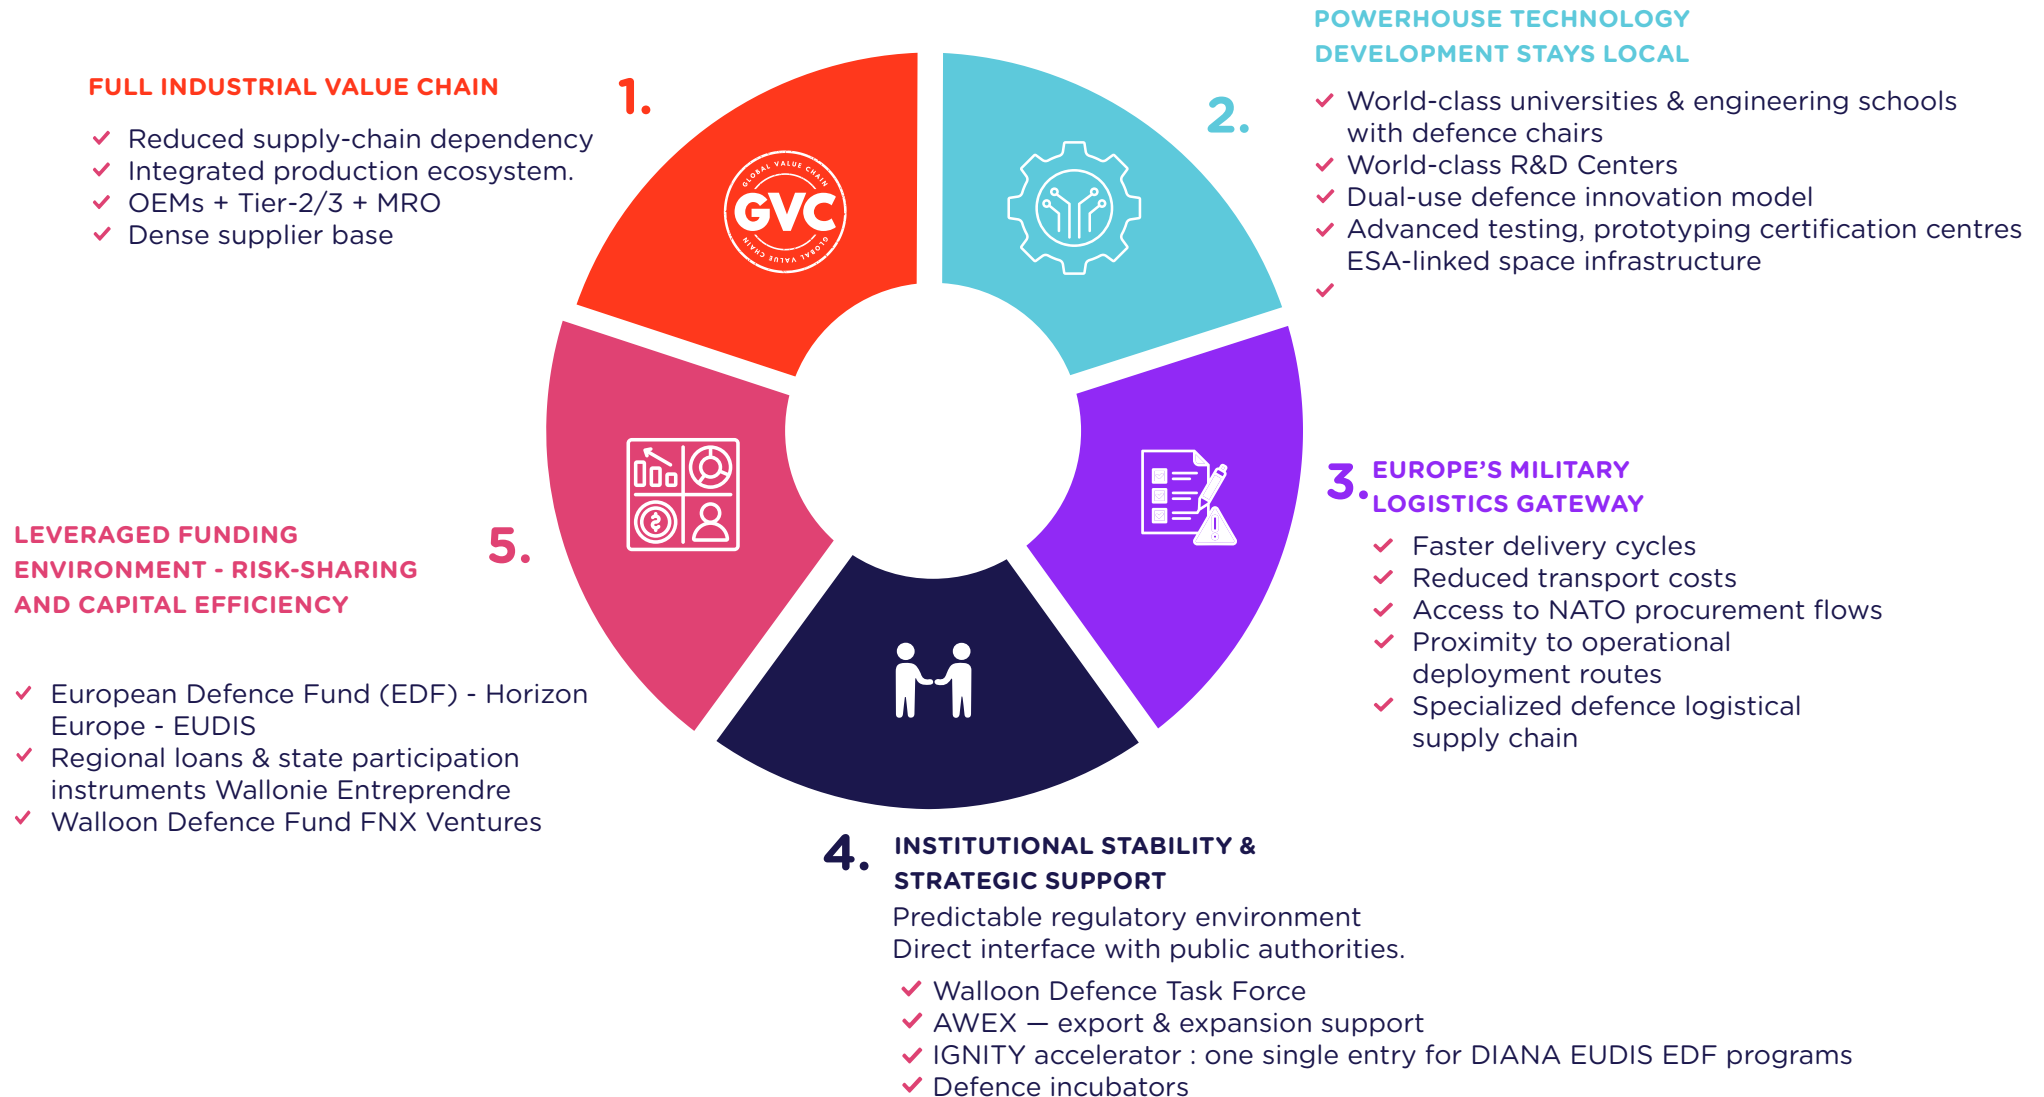 1.
FULL INDUSTRIAL VALUE CHAIN
Reduced supply-chain dependency
Integrated production ecosystem.
OEMs + Tier-2/3 + MRO
Dense supplier base
GLOBAL VALUE CHAIN
GVC
GLOBAL VALUE CHAIN
2.
POWERHOUSE TECHNOLOGY
DEVELOPMENT STAYS LOCAL
World-class universities & engineering schools
with defence chairs
World-class R&D Centers
Dual-use defence innovation model
Advanced testing, prototyping certification centres
ESA-linked space infrastructure
3.
EUROPE'S MILITARY
LOGISTICS GATEWAY
Faster delivery cycles
Reduced transport costs
Access to NATO procurement flows
Proximity to operational
deployment routes
Specialized defence logistical
supply chain
4.
INSTITUTIONAL STABILITY &
STRATEGIC SUPPORT
Predictable regulatory environment
Direct interface with public authorities.
Walloon Defence Task Force
AWEX — export & expansion support
IGNITY accelerator : one single entry for DIANA EUDIS EDF programs
Defence incubators
5.
LEVERAGED FUNDING
ENVIRONMENT - RISK-SHARING
AND CAPITAL EFFICIENCY
European Defence Fund (EDF) - Horizon
Europe - EUDIS
Regional loans & state participation
instruments Wallonie Entreprendre
Walloon Defence Fund FNX Ventures
$